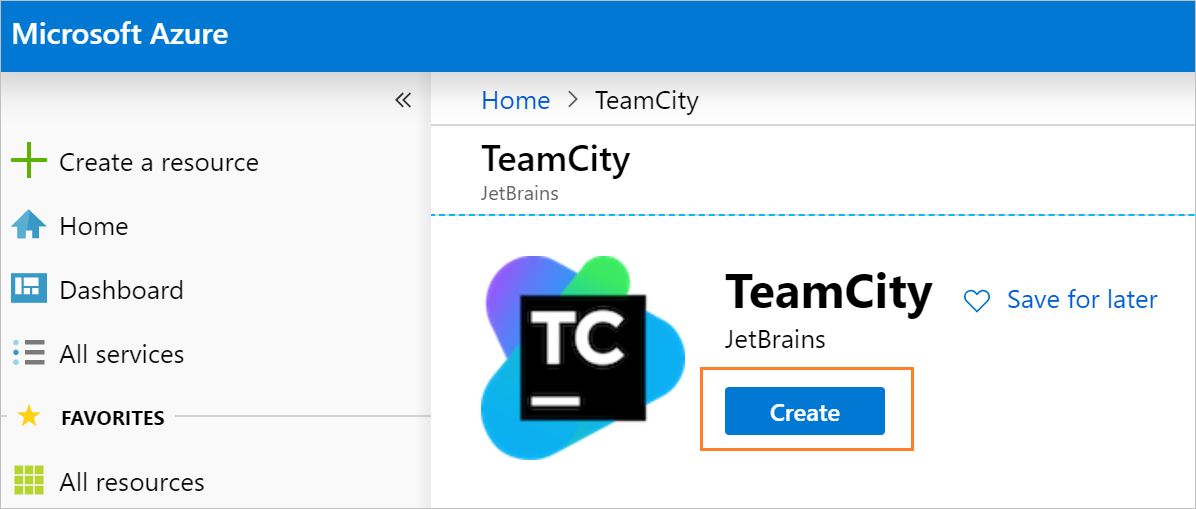 Microsoft Azure
Home > TeamCity
TeamCity
JetBrains
Create a resource
Home
Dashboard
All services
FAVORITES
All resources
TC
TeamCity
Save for later
JetBrains
Create